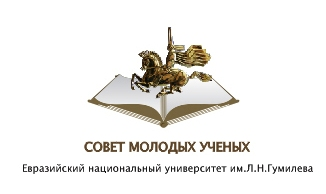 СОВЕТ МОЛОДЫХ УЧЕНЫХ
Евразийский национальный университет им.Л.Н.Гумилева